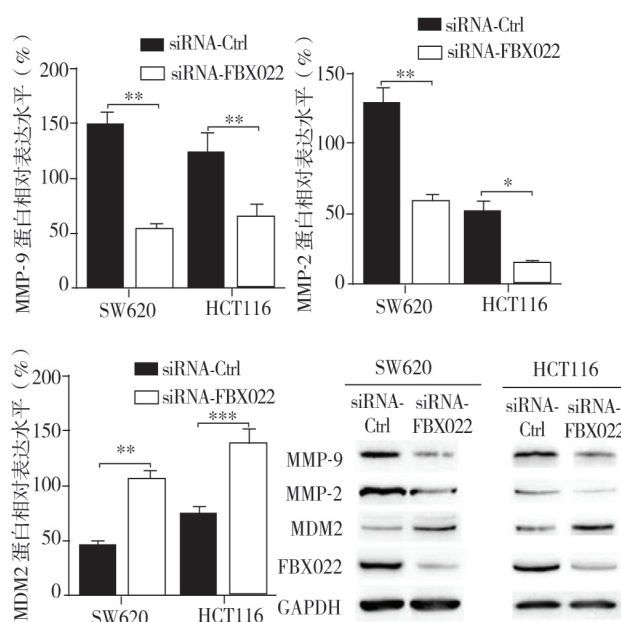 siRNA-Ctrl
siRNA-FBX022
MMP-9 蛋白相对表达水平（%）
200
150
100
50
0
**
**
SW620
HCT116
siRNA-Ctrl
siRNA-FBX022
MMP-2 蛋白相对表达水平（%）
150
100
50
0
**
*
SW620
HCT116
siRNA-Ctrl
siRNA-FBX022
MDM2 蛋白相对表达水平（%）
200
150
100
50
0
**
***
SW620
HCT116
SW620
HCT116
siRNA- siRNA-
Ctrl FBX022
siRNA- siRNA-
Ctrl FBX022
MMP-9
MMP-2
MDM2
FBX022
GAPDH